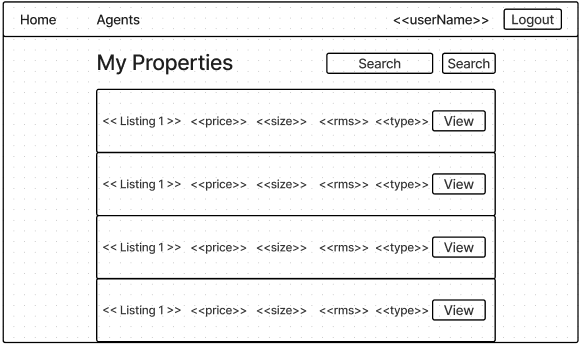 Home Agents <<userName>> Logout
My Properties Search Search
<< Listing 1 >> <<price>> <<size>> <<rms>> <<type>> View
<< Listing 1 >> <<price>> <<size>> <<rms>> <<type>> View
<< Listing 1 >> <<price>> <<size>> <<rms>> <<type>> View
<< Listing 1 >> <<price>> <<size>> <<rms>> <<type>> View